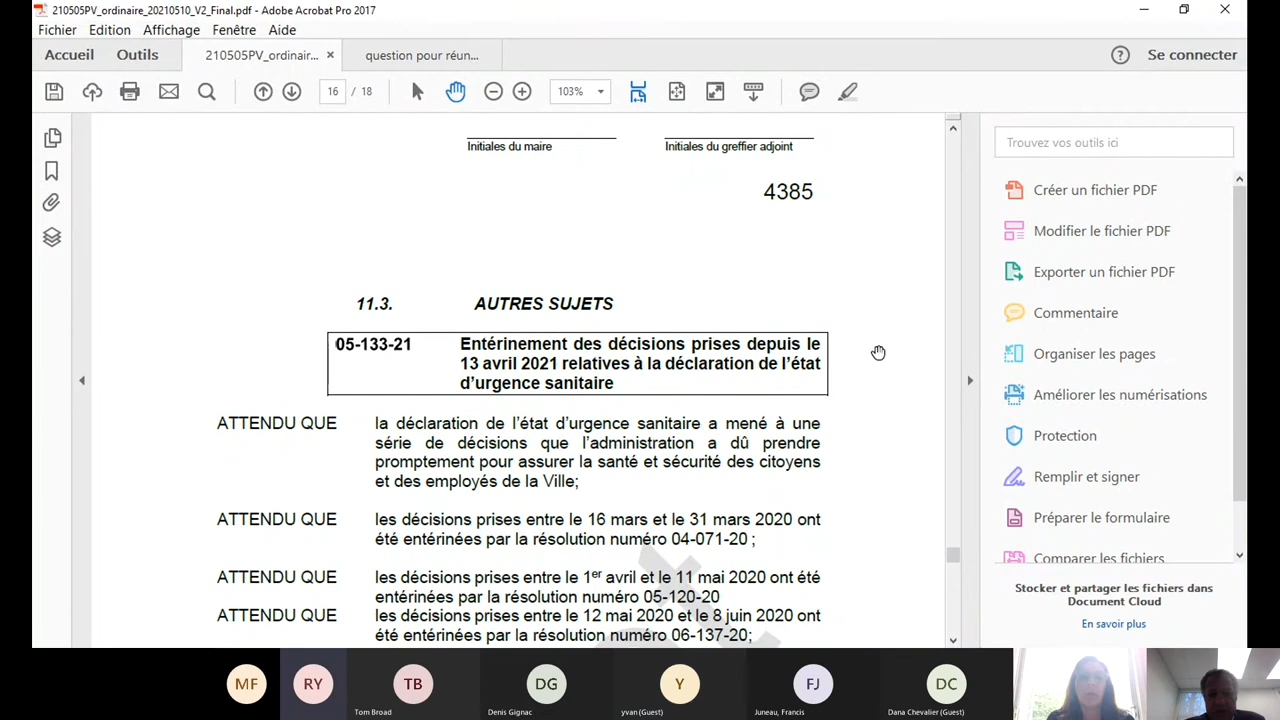 210505PV_ordinaire_20210510_V2_Final.pdf - Adobe Acrobat Pro 2017
Fichier Edition Affichage Fenêtre Aide
Accueil Outils 210505PV_ordinair... × question pour réun... Se connecter
16 / 18 103%
Initiales du maire Initiales du greffier adjoint
4385
11.3. AUTRES SUJETS
05-133-21 Entérinement des décisions prises depuis le
13 avril 2021 relatives à la déclaration de l'état
d'urgence sanitaire
ATTENDU QUE la déclaration de l'état d'urgence sanitaire a mené à une
série de décisions que l'administration a dû prendre
promptement pour assurer la santé et sécurité des citoyens
et des employés de la Ville;
ATTENDU QUE les décisions prises entre le 16 mars et le 31 mars 2020 ont
été entérinées par la résolution numéro 04-071-20 ;
ATTENDU QUE les décisions prises entre le 1er avril et le 11 mai 2020 ont été
entérinées par la résolution numéro 05-120-20
ATTENDU QUE les décisions prises entre le 12 mai 2020 et le 8 juin 2020 ont
été entérinées par la résolution numéro 06-137-20;
Trouvez vos outils ici
Créer un fichier PDF
Modifier le fichier PDF
Exporter un fichier PDF
Commentaire
Organiser les pages
Améliorer les numérisations
Protection
Remplir et signer
Préparer le formulaire
Comparer les fichiers
Stocker et partager les fichiers dans
Document Cloud
En savoir plus
MF RY TB DG Y FJ DC
Tom Broad Denis Gignac yvan (Guest) Juneau, Francis Dana Chevalier (Guest)